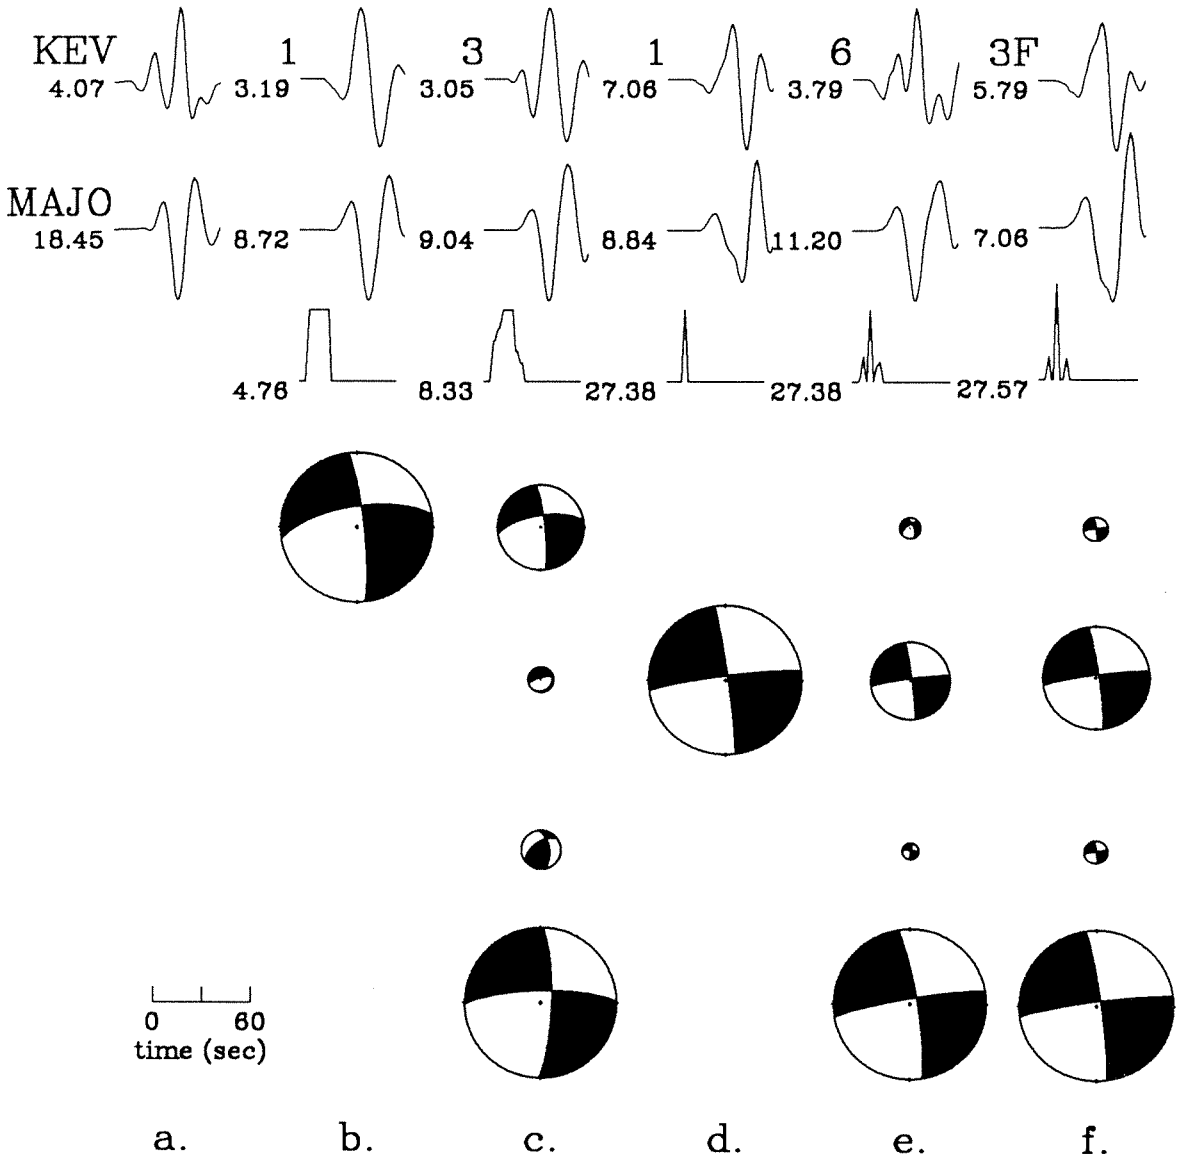 KEV 1 3 1 6 3F
4.07 3.19 3.05 7.06 3.79 5.79
MAJO
18.45 8.72 9.04 8.84 11.20 7.06
4.76 8.33 27.38 27.38 27.57
0 60
time (sec)
a. b. c. d. e. f.